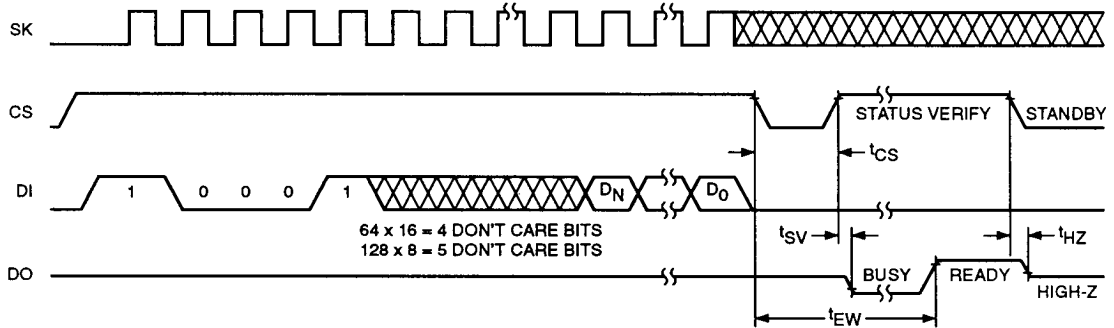 SK
CS
STATUS VERIFY
STANDBY
tCS
DI
1 0 0 0 1
DN
D0
64 x 16 = 4 DON'T CARE BITS
128 x 8 = 5 DON'T CARE BITS
tSV
tHZ
DO
BUSY
READY
HIGH-Z
tEW